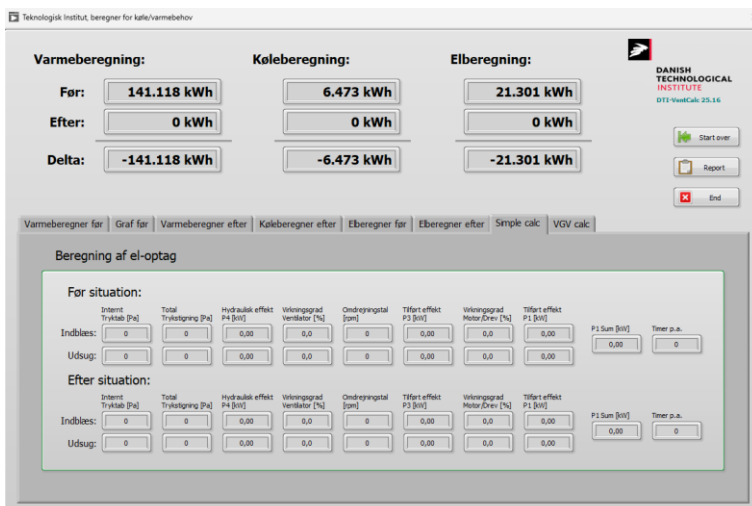 Teknologisk Institut, beregner for køle/varmebehov
Varmeberegning: Køleberegning: Elberegning:
DANISH
TECHNOLOGICAL
INSTITUTE
DTI-VentCalc 25.16
Før: 141.118 kWh 6.473 kWh 21.301 kWh
Efter: 0 kWh 0 kWh 0 kWh
Delta: -141.118 kWh -6.473 kWh -21.301 kWh
Start over
Report
End
Varmeberegner før Graf før Varmeberegner efter Køleberegner efter Elberegner før Elberegner efter Simple calc VGV calc
Beregning af el-optag
Før situation:
Internt Total Hydraulisk effekt Virkningsgrad Omdrejningstal Tilført effekt Virkningsgrad Tilført effekt
Tryktab [Pa] Trykstigning [Pa] P4 [kW] Ventilator [%] [rpm] P3 [kW] Motor/Drev [%] P1 [kW]
P1 Sum [kW] Timer p.a.
Indblæs: 0 0 0,00 0,0 0 0,00 0,0 0,00
0,00 0
Udsug: 0 0 0,00 0,0 0 0,00 0,0 0,00
Efter situation:
Internt Total Hydraulisk effekt Virkningsgrad Omdrejningstal Tilført effekt Virkningsgrad Tilført effekt
Tryktab [Pa] Trykstigning [Pa] P4 [kW] Ventilator [%] [rpm] P3 [kW] Motor/Drev [%] P1 [kW]
P1 Sum [kW] Timer p.a.
Indblæs: 0 0 0,00 0,0 0 0,00 0,0 0,00
0,00 0
Udsug: 0 0 0,00 0,0 0 0,00 0,0 0,00